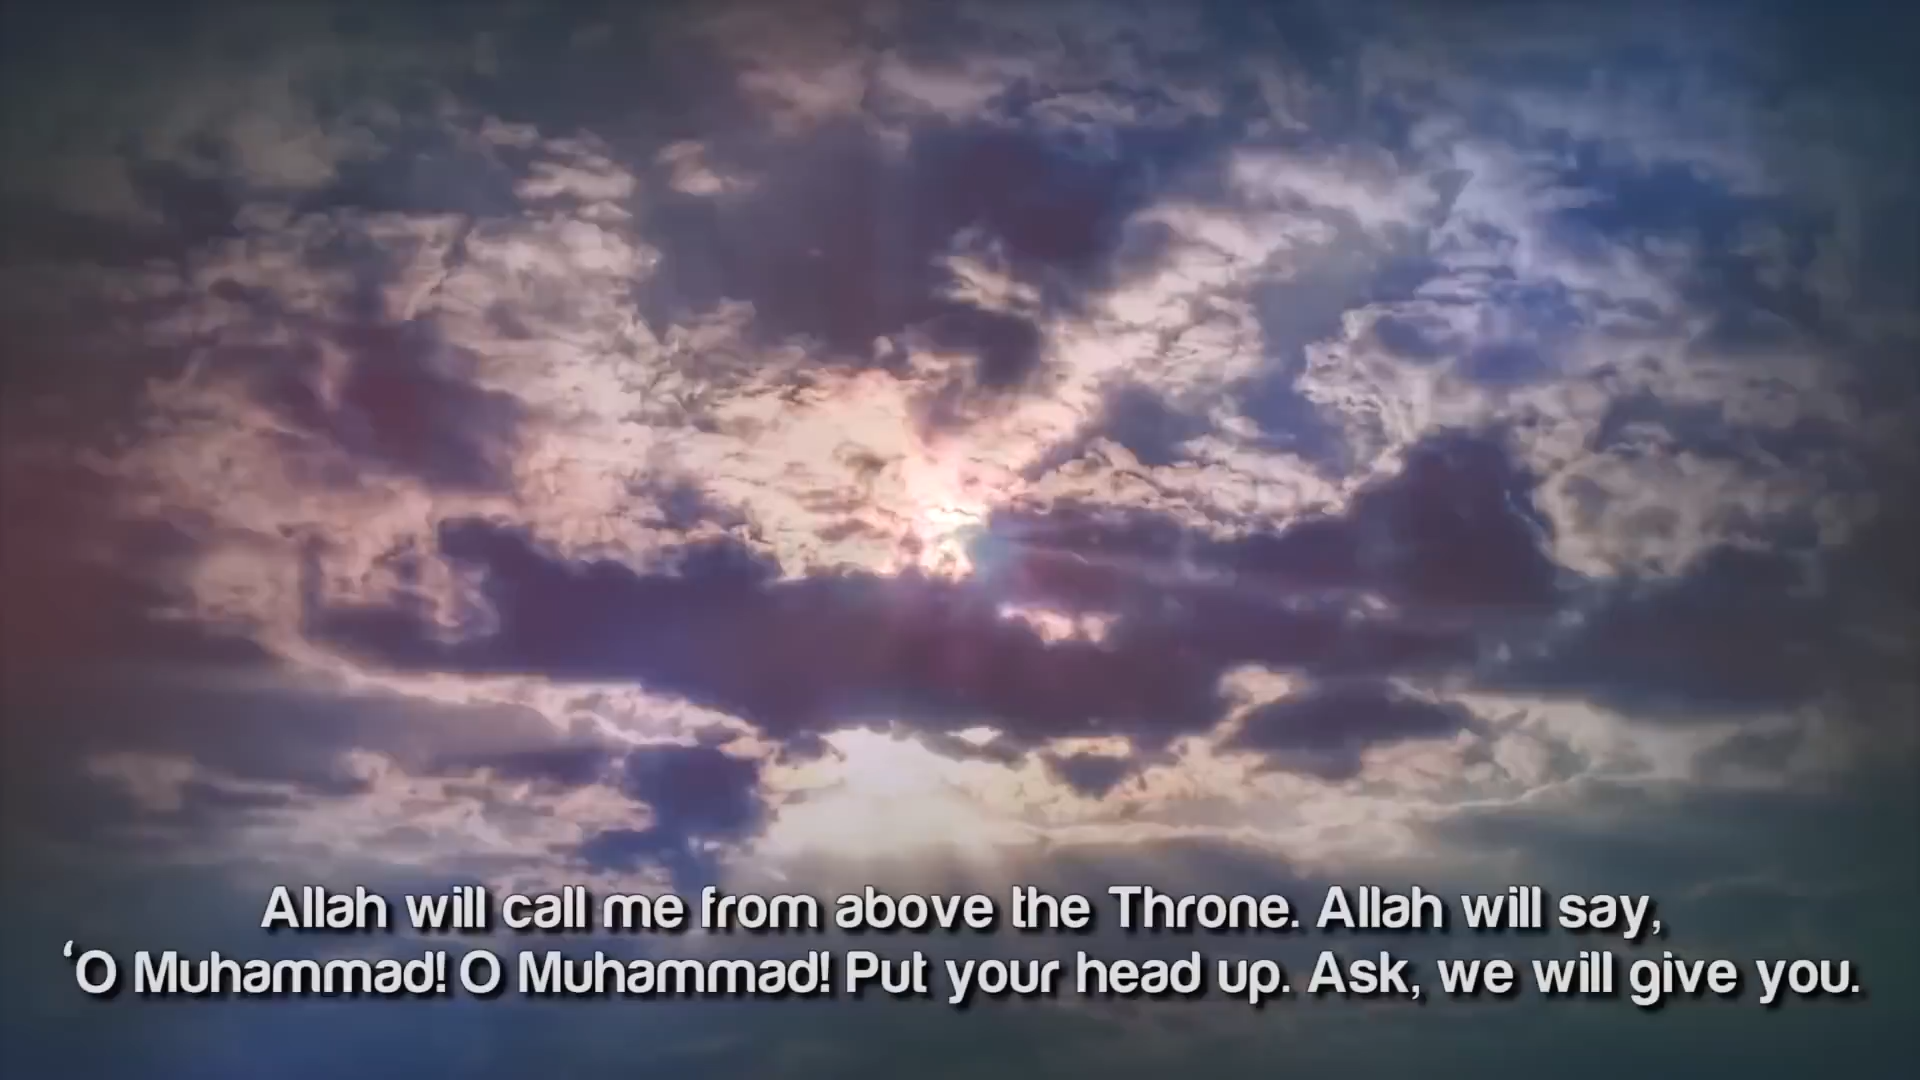 Allah will call me from above the Throne. Allah will say,
‘O Muhammad! O Muhammad! Put your head up. Ask, we will give you.